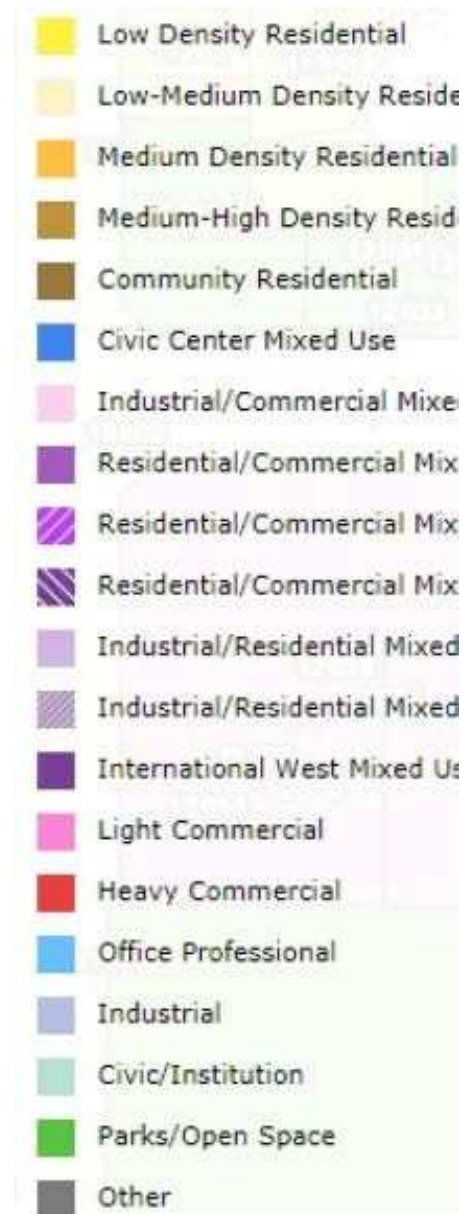 Low Density Residential
Low-Medium Density Reside
Medium Density Residential
Medium-High Density Reside
Community Residential
Civic Center Mixed Use
Industrial/Commercial Mixed
Residential/Commercial Mix
Residential/Commercial Mix
Residential/Commercial Mix
Industrial/Residential Mixed
Industrial/Residential Mixed
International West Mixed Us
Light Commercial
Heavy Commercial
Office Professional
Industrial
Civic/Institution
Parks/Open Space
Other